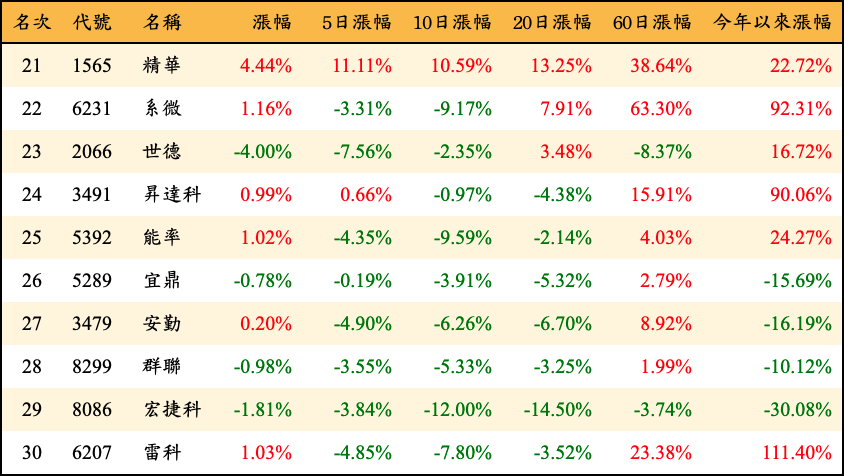 名次 代號 名稱 漲幅 5日漲幅 10日漲幅 20日漲幅 60日漲幅 今年以來漲幅
21 1565 精華 4.44% 11.11% 10.59% 13.25% 38.64% 22.72%
22 6231 系微 1.16% -3.31% -9.17% 7.91% 63.30% 92.31%
23 2066 世德 -4.00% -7.56% -2.35% 3.48% -8.37% 16.72%
24 3491 昇達科 0.99% 0.66% -0.97% -4.38% 15.91% 90.06%
25 5392 能率 1.02% -4.35% -9.59% -2.14% 4.03% 24.27%
26 5289 宜鼎 -0.78% -0.19% -3.91% -5.32% 2.79% -15.69%
27 3479 安勤 0.20% -4.90% -6.26% -6.70% 8.92% -16.19%
28 8299 群聯 -0.98% -3.55% -5.33% -3.25% 1.99% -10.12%
29 8086 宏捷科 -1.81% -3.84% -12.00% -14.50% -3.74% -30.08%
30 6207 雷科 1.03% -4.85% -7.80% -3.52% 23.38% 111.40%